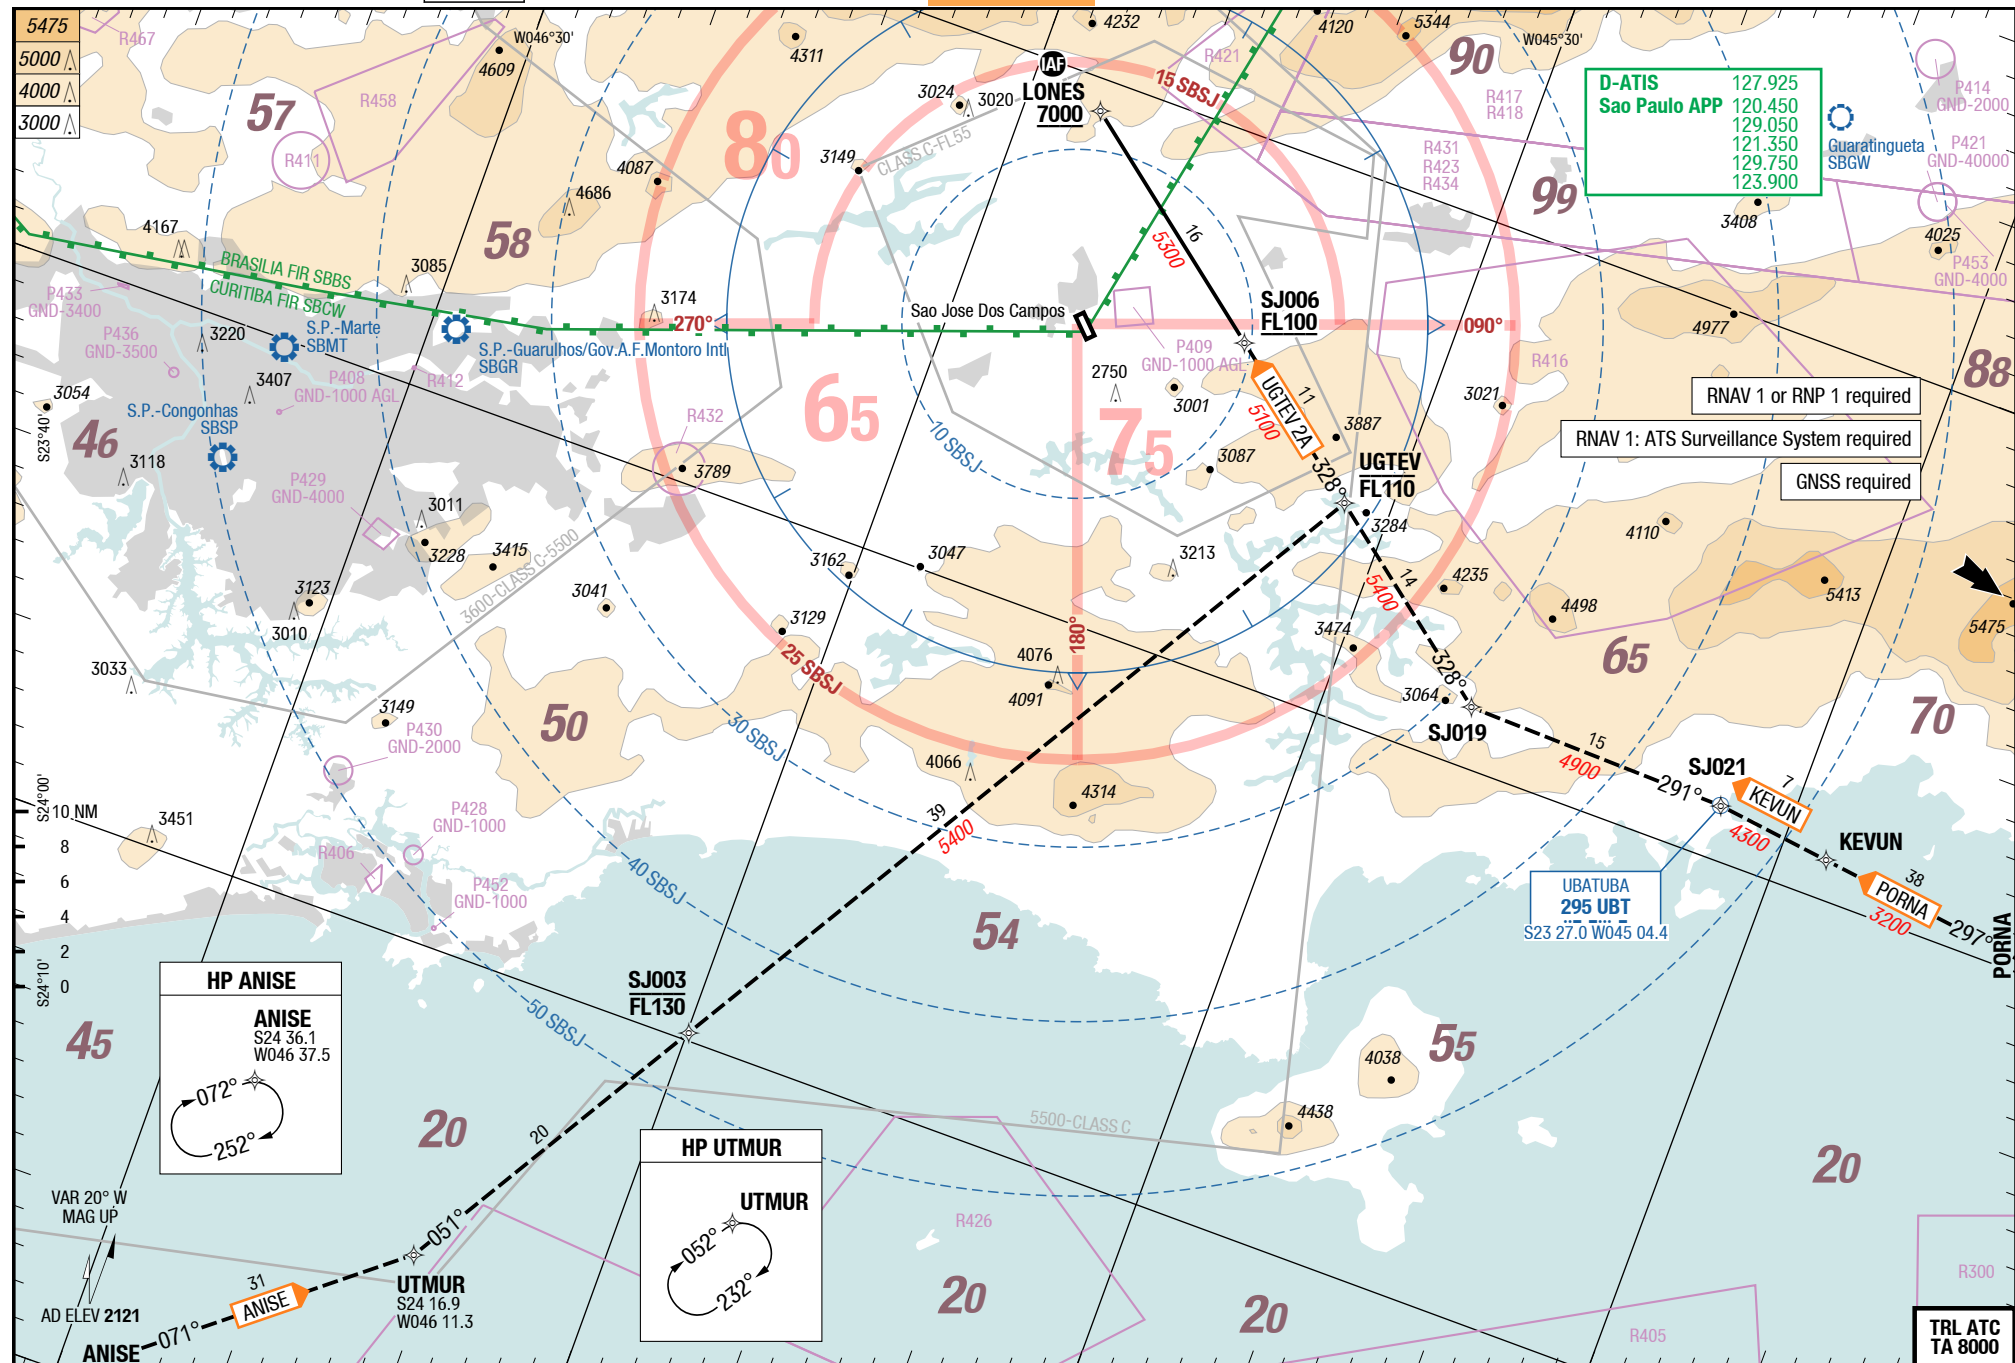 5475
5000
4000
3000
R467
W046°30'
4609
57
R458
R411
4311
3024
3020
IAF
LONES
7000
4232
4120
5344
90
W045°30'
15 SBSJ
R421
R417
R418
R431
R423
R434
99
D-ATIS 127.925
Sao Paulo APP 120.450
129.050
121.350
129.750
123.900
Guaratingueta
SBGW
P414
GND-2000
P421
GND-40000
3408
4025
P453
GND-4000
80
3149
CLASS C-FL55
4087
4686
58
4167
BRASILIA FIR SBBS
CURITIBA FIR SBCW
3085
P433
GND-3400
P436
GND-3500
3220
S.P.-Marte
SBMT
3407
P408
GND-1000 AGL
R412
S.P.-Guarulhos/Gov.A.F.Montoro Intl
SBGR
3174
270°
Sao Jose Dos Campos
16
5300
SJ006
FL100
090°
P409
GND-1000 AGL
2750
3001
UGTEV 2A
11
5100
3887
3021
R416
4977
88
RNAV 1 or RNP 1 required
RNAV 1: ATS Surveillance System required
GNSS required
3054
S23°40'
46
S.P.-Congonhas
SBSP
3118
P429
GND-4000
R432
3789
65
10 SBSJ
75
3087
328°
UGTEV
FL110
3284
4110
3011
3228
3415
3600-CLASS C-5500
3123
3010
3041
3162
3047
3213
3129
14
5400
4235
4498
5413
5475
3474
65
3033
3149
50
25 SBSJ
180°
4076
4091
328°
3064
SJ019
70
P430
GND-2000
30 SBSJ
4066
4314
15
4900
291°
SJ021
7
KEVUN
4300
KEVUN
S24°00'
10 NM
8
6
4
2
0
S24°10'
3451
P428
GND-1000
R406
P452
GND-1000
40 SBSJ
39
5400
54
UBATUBA
295 UBT
S23 27.0 W045 04.4
38
PORNA
3200
297°
PORNA
HP ANISE
ANISE
S24 36.1
W046 37.5
072°
252°
45
SJ003
FL130
50 SBSJ
55
4038
4438
5500-CLASS C
20
20
HP UTMUR
UTMUR
052°
232°
R426
20
051°
20
20
VAR 20° W
MAG UP
AD ELEV 2121
31
ANISE
071°
ANISE
UTMUR
S24 16.9
W046 11.3
20
R405
R300
TRL ATC
TA 8000